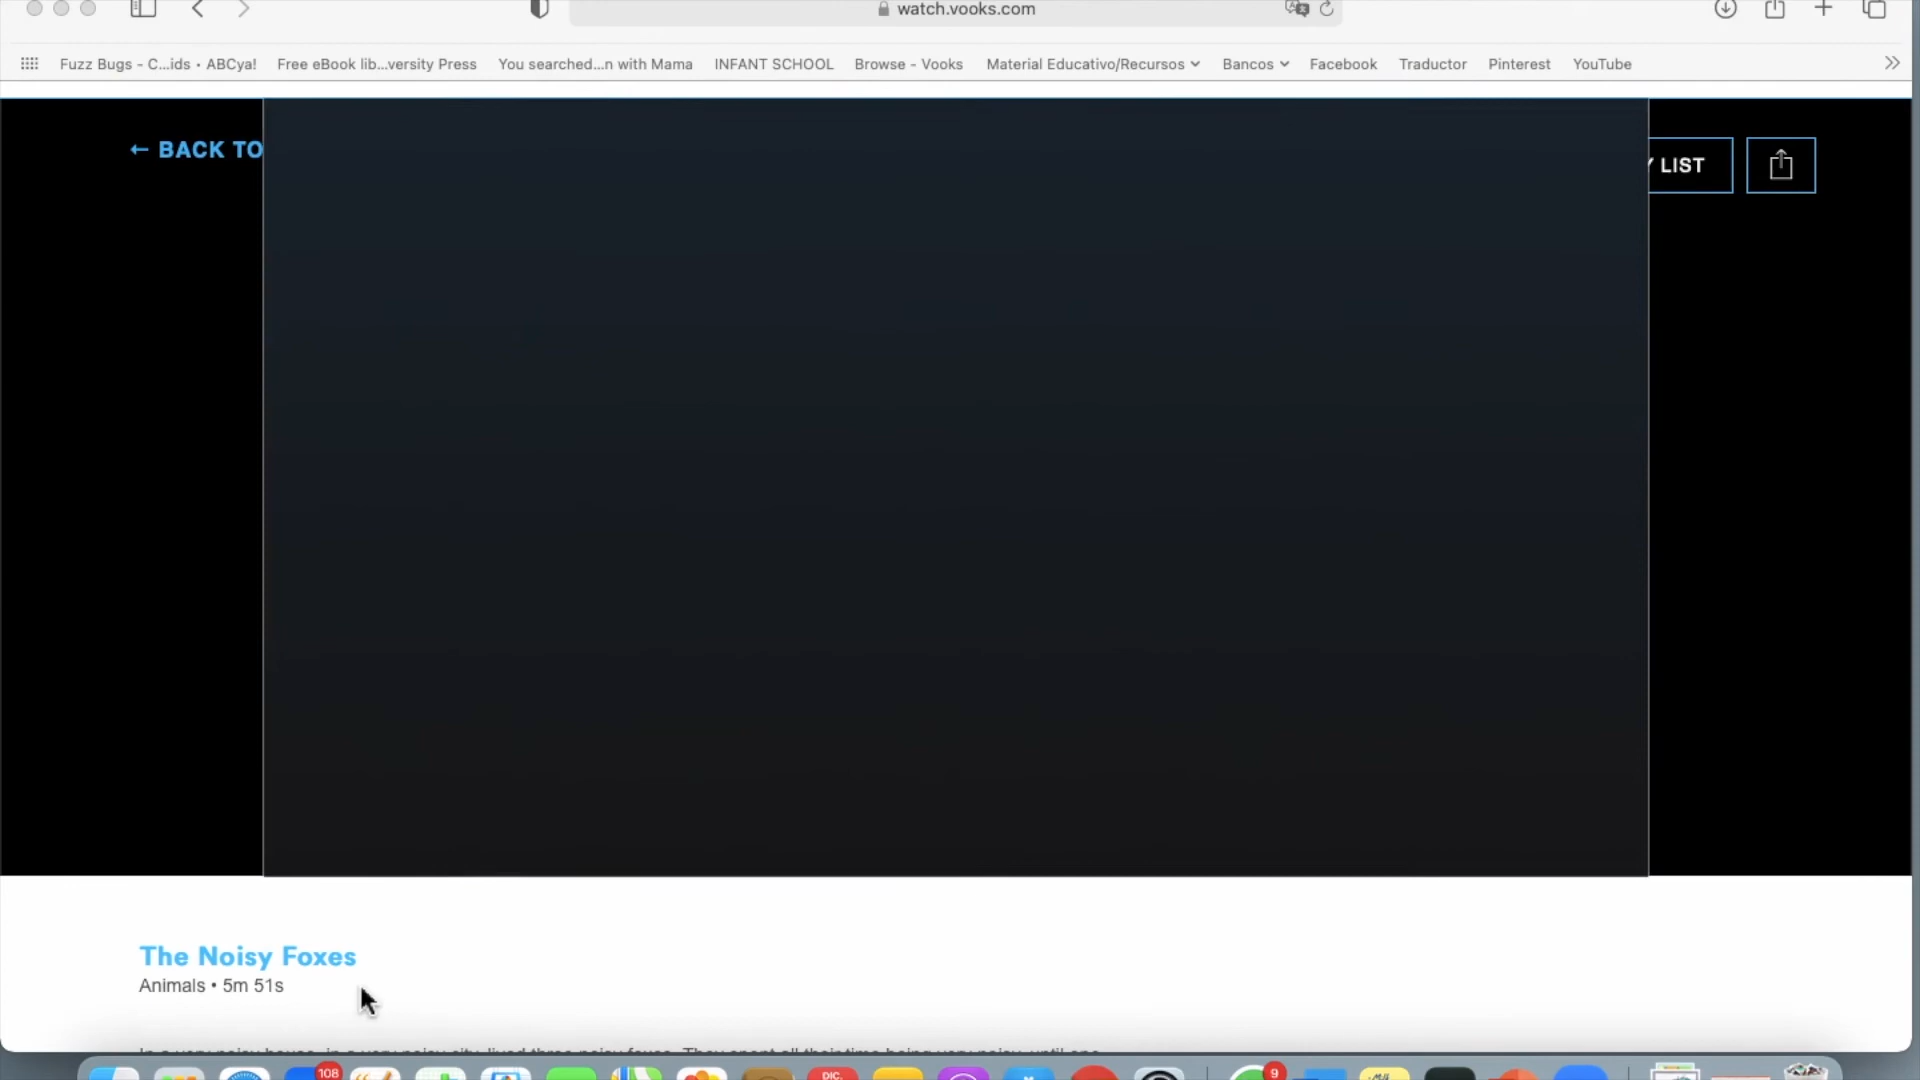 watch.vooks.com
Fuzz Bugs - C...ids • ABCya! Free eBook lib...versity Press You searched...n with Mama INFANT SCHOOL Browse - Vooks Material Educativo/Recursos Bancos Facebook Traductor Pinterest YouTube
← BACK TO
LIST
The Noisy Foxes
Animals • 5m 51s
108
DIC.
9